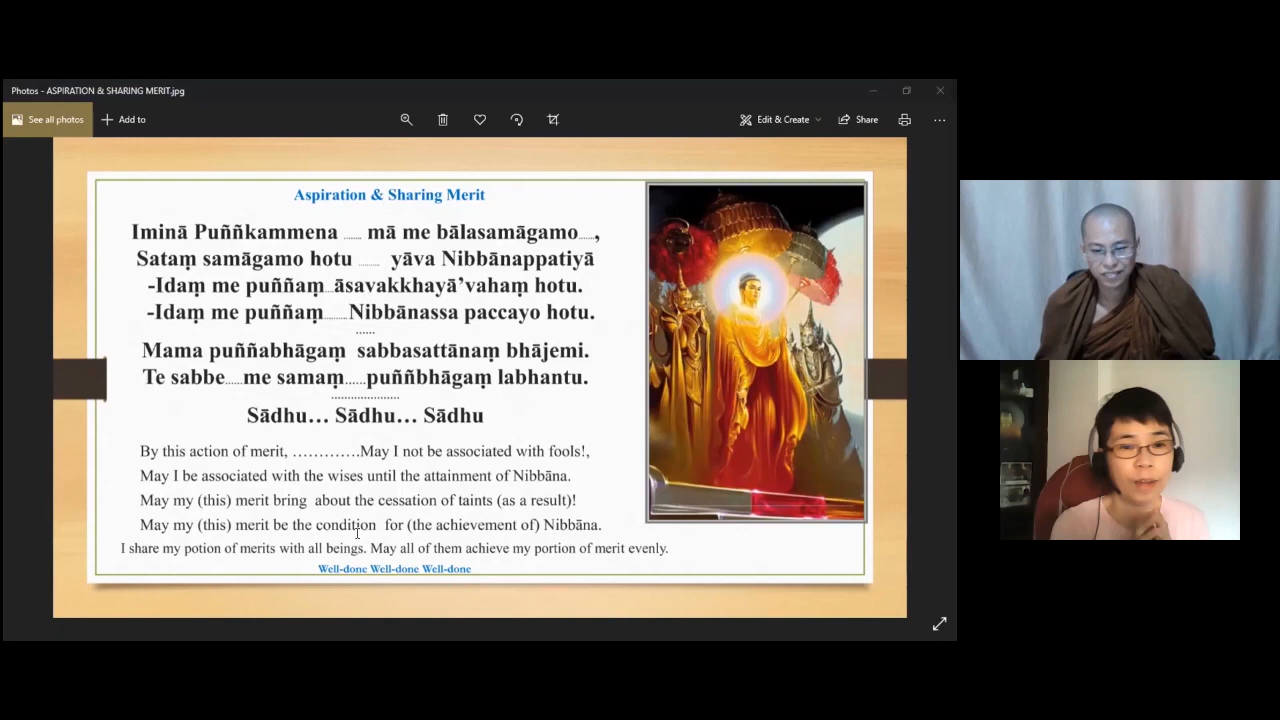 Photos - ASPIRATION & SHARING MERIT.jpg
See all photos
Add to
Edit & Create
Share
Aspiration & Sharing Merit
Iminā Puññkammena ........ mā me bālasamāgamo.....,
Sataṃ samāgamo hotu .......... yāva Nibbānappatiyā
-Idaṃ me puññaṃ...āsavakkhayā’vahaṃ hotu.
-Idaṃ me puññaṃ...........Nibbānassa paccayo hotu.
......
Mama puññabhāgaṃ sabbasattānaṃ bhājemi.
Te sabbe......me samaṃ......puññbhāgaṃ labhantu.
.....................
Sādhu… Sādhu… Sādhu
By this action of merit, ………….May I not be associated with fools!,
May I be associated with the wises until the attainment of Nibbāna.
May my (this) merit bring about the cessation of taints (as a result)!
May my (this) merit be the condition for (the achievement of) Nibbāna.
I share my potion of merits with all beings. May all of them achieve my portion of merit evenly.
Well-done Well-done Well-done